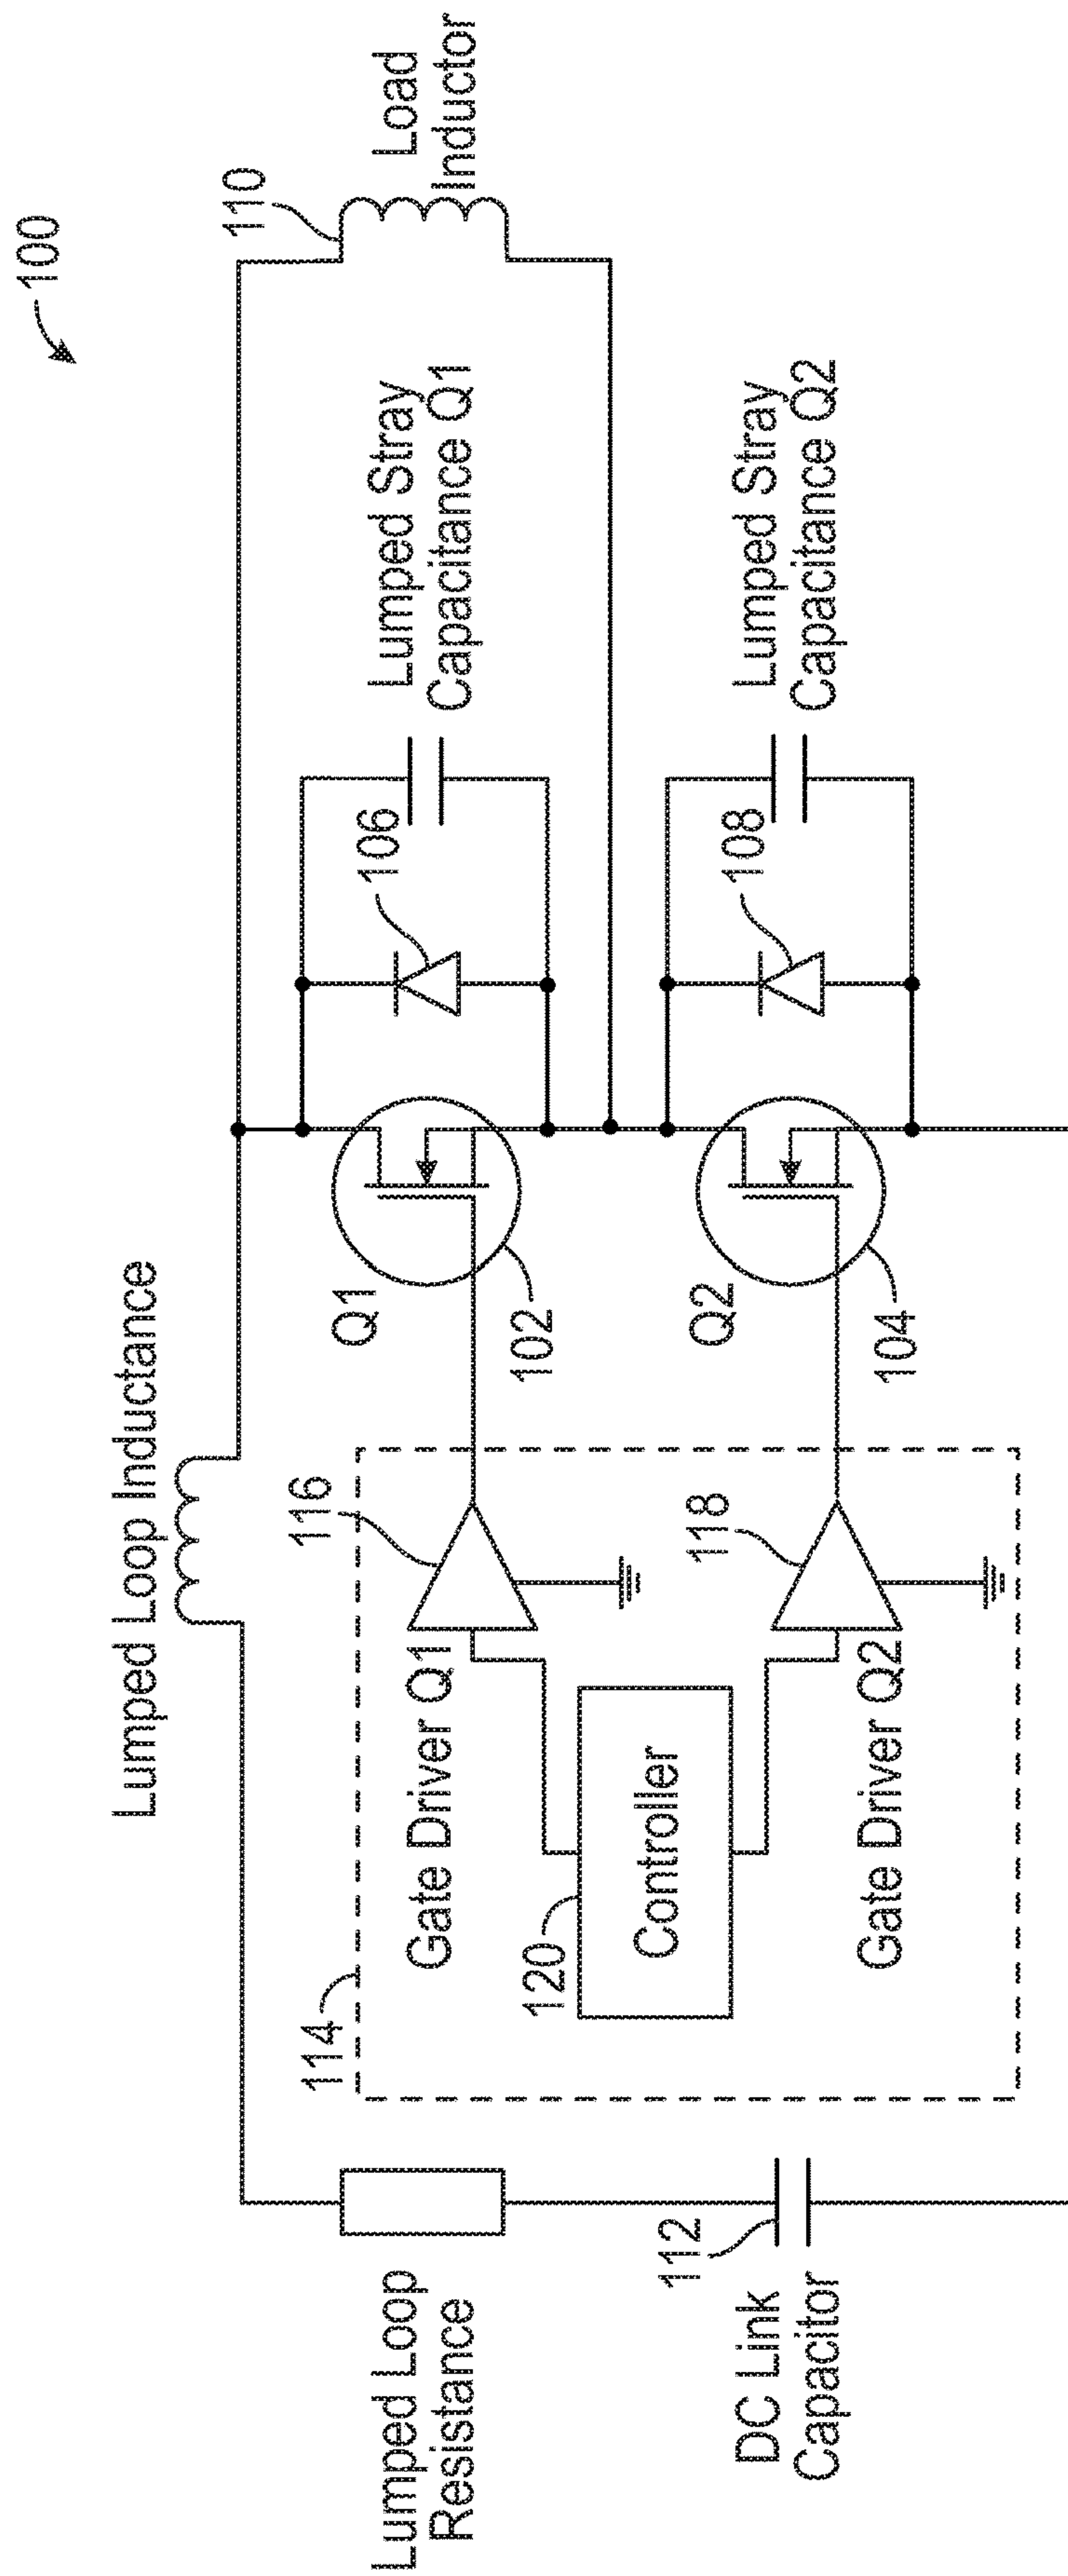 100
Lumped Loop Inductance
110
Load
Inductor
Lumped Loop
Resistance
114
Gate Driver Q1
116
Q1
102
106
Lumped Stray
Capacitance Q1
120
Controller
112
DC Link
Capacitor
Gate Driver Q2
118
Q2
104
108
Lumped Stray
Capacitance Q2